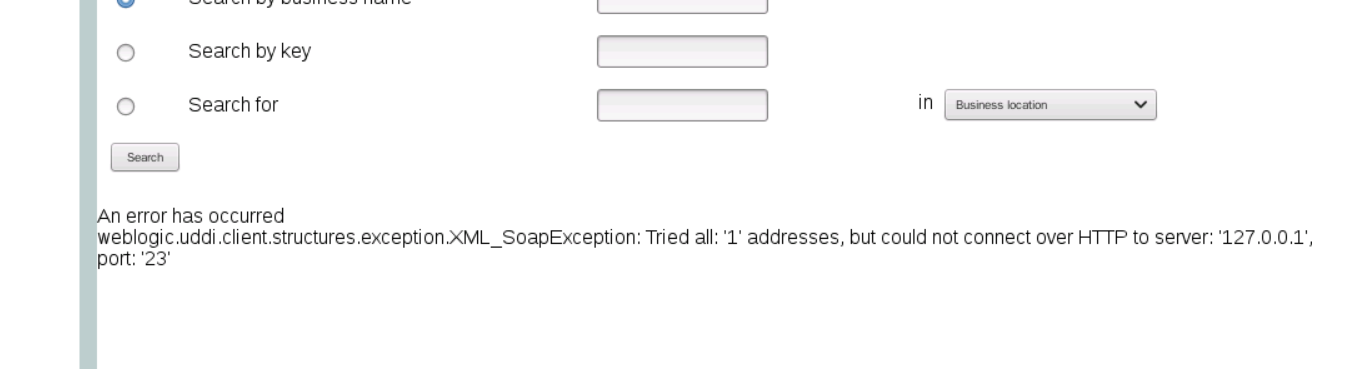 Search by business name
Search by key
Search for
in Business location
Search
An error has occurred
weblogic.uddi.client.structures.exception.XML_SoapException: Tried all: '1' addresses, but could not connect over HTTP to server: '127.0.0.1',
port: '23'